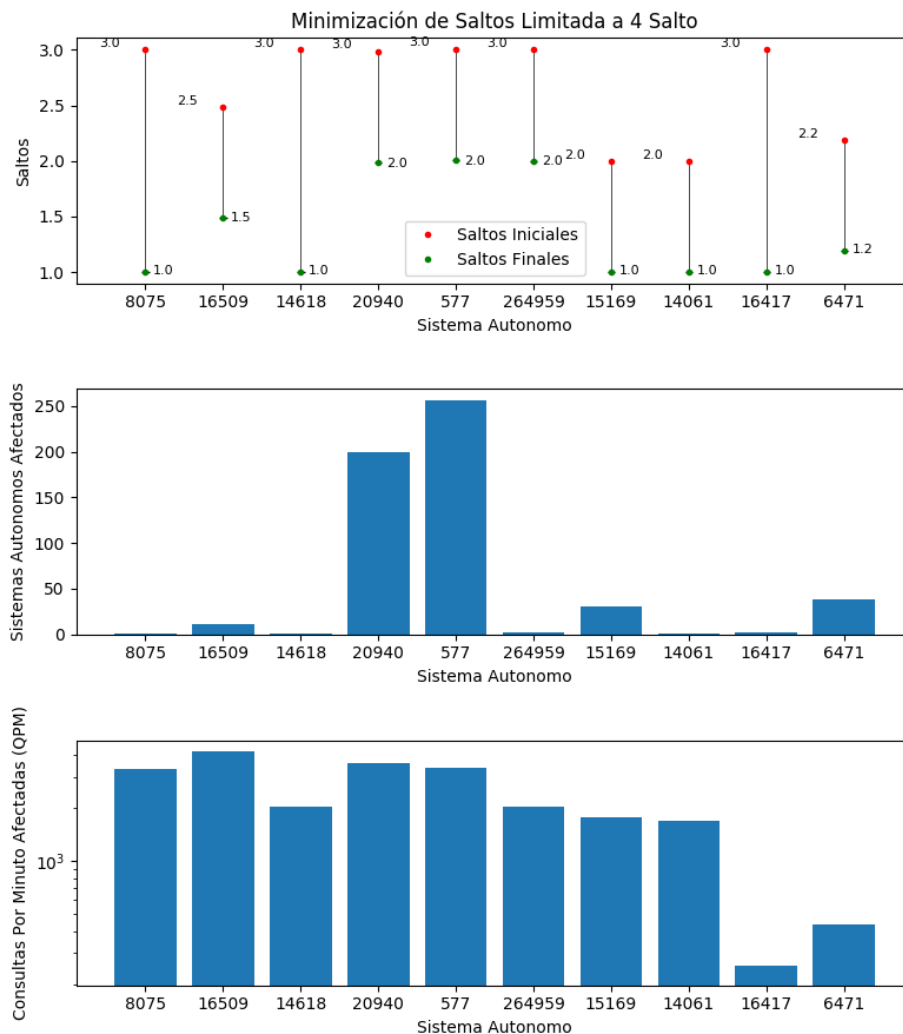 Minimización de Saltos Limitada a 4 Salto
3.0 3.0 3.0 3.0 3.0 3.0
3.0
2.5 2.5
2.2
Saltos
2.0 2.0 2.0 2.0 2.0 2.0
1.5 1.5
Saltos Iniciales
Saltos Finales
1.2
1.0 1.0 1.0 1.0 1.0 1.0
8075 16509 14618 20940 577 264959 15169 14061 16417 6471
Sistema Autonomo
Sistemas Autonomos Afectados
250
200
150
100
50
0
8075 16509 14618 20940 577 264959 15169 14061 16417 6471
Sistema Autonomo
Consultas Por Minuto Afectadas (QPM)
10³
8075 16509 14618 20940 577 264959 15169 14061 16417 6471
Sistema Autonomo